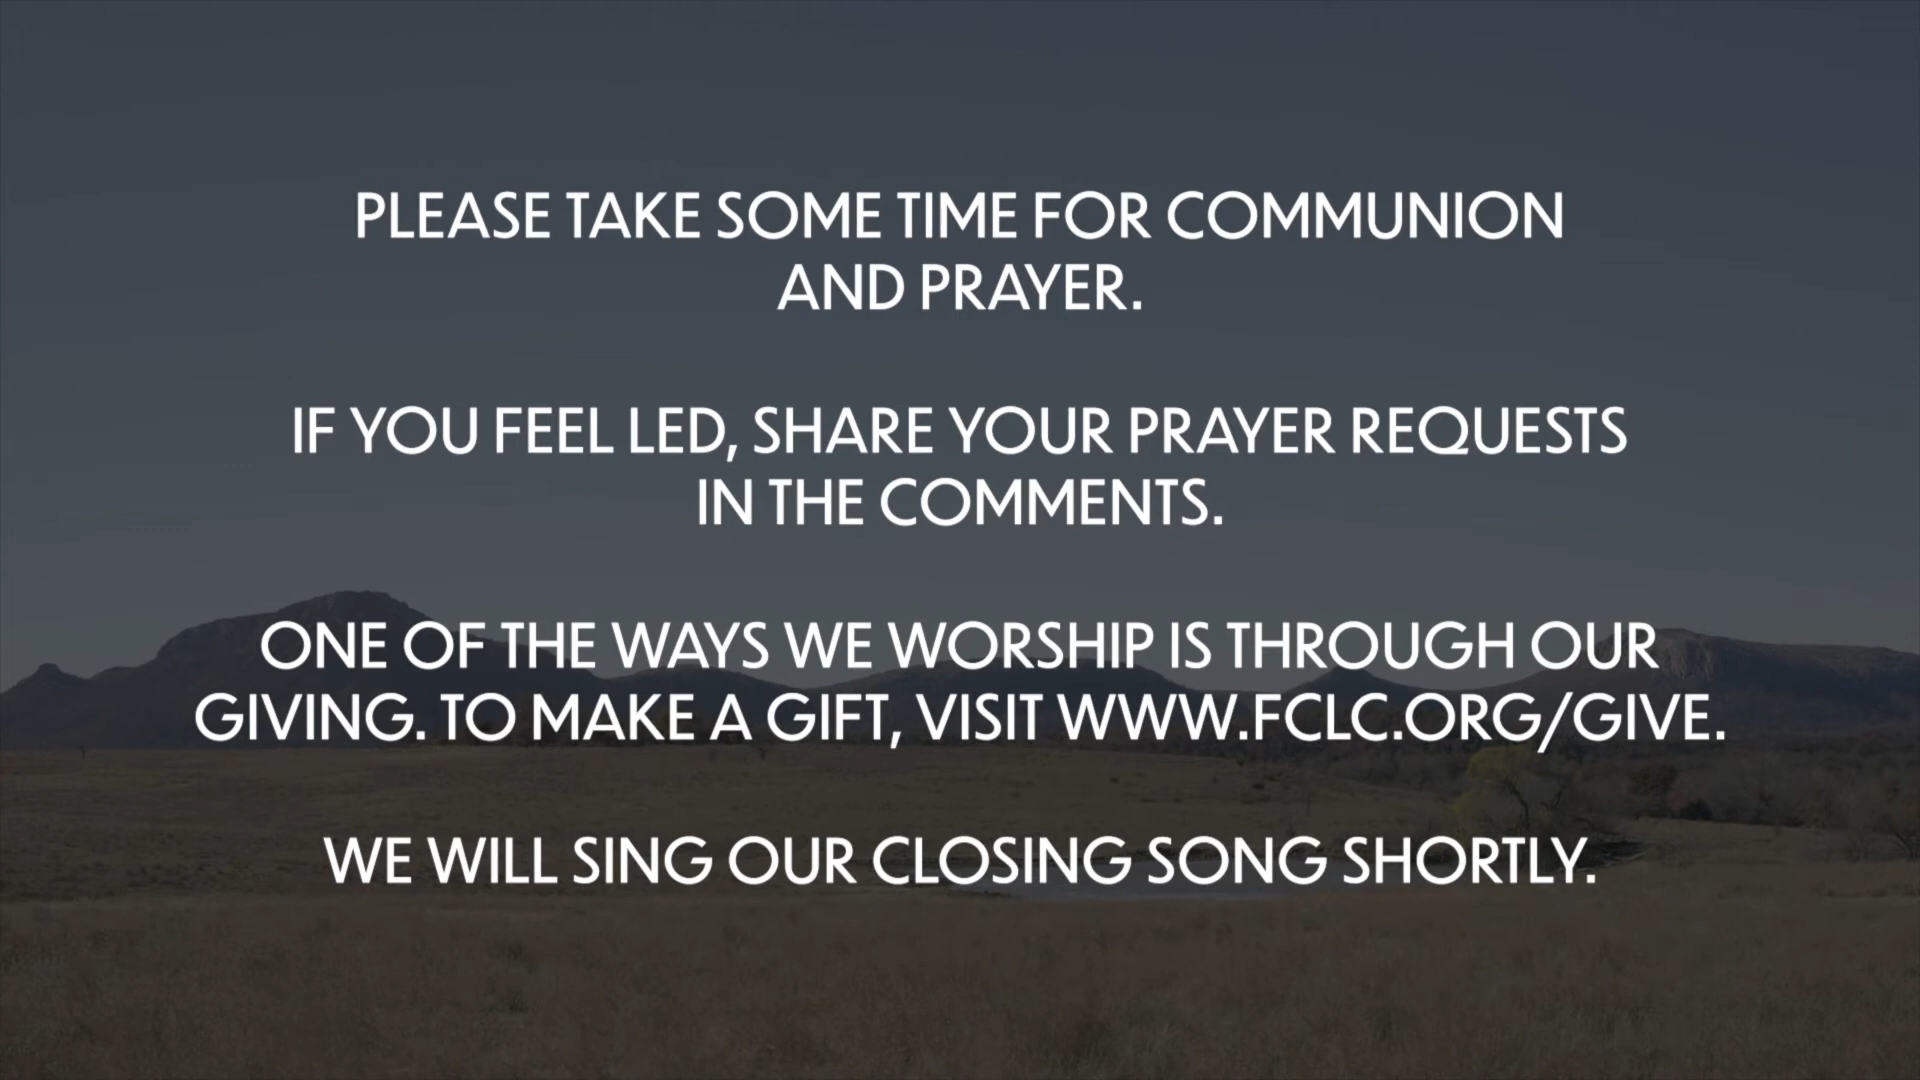 PLEASE TAKE SOME TIME FOR COMMUNION
AND PRAYER.
IF YOU FEEL LED, SHARE YOUR PRAYER REQUESTS
IN THE COMMENTS.
ONE OF THE WAYS WE WORSHIP IS THROUGH OUR
GIVING. TO MAKE A GIFT, VISIT WWW.FCLC.ORG/GIVE.
WE WILL SING OUR CLOSING SONG SHORTLY.